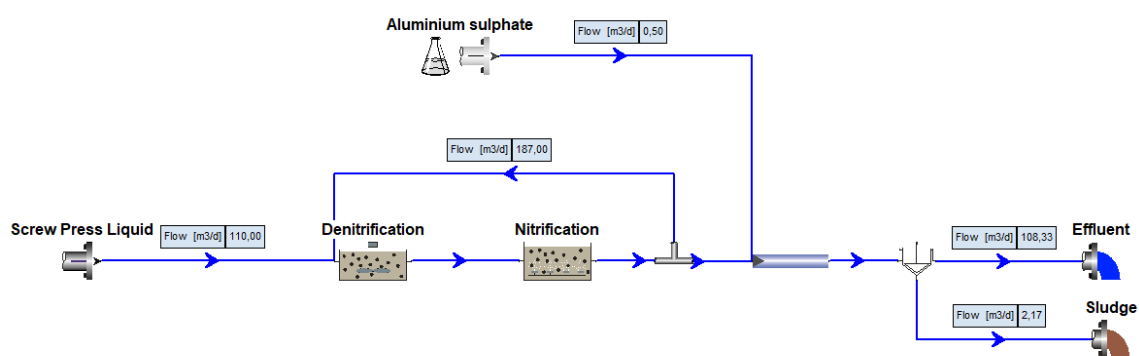 Aluminium sulphate
Flow [m3/d] 0,50
Flow [m3/d] 187,00
Screw Press Liquid
Flow [m3/d] 110,00
Denitrification
Nitrification
Flow [m3/d] 108,33
Effluent
Sludge
Flow [m3/d] 2,17